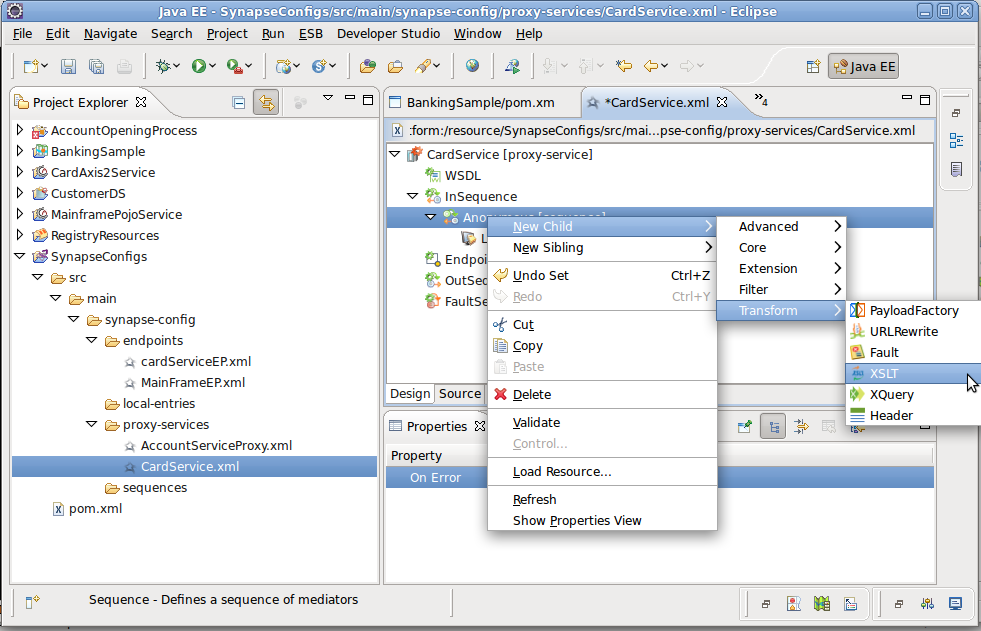 Java EE - SynapseConfigs/src/main/synapse-config/proxy-services/CardService.xml - Eclipse
File Edit Navigate Search Project Run ESB Developer Studio Window Help
Java EE
Project Explorer
AccountOpeningProcess
BankingSample
CardAxis2Service
CustomerDS
MainframePojoService
RegistryResources
SynapseConfigs
src
main
synapse-config
endpoints
cardServiceEP.xml
MainFrameEP.xml
local-entries
proxy-services
AccountServiceProxy.xml
CardService.xml
sequences
pom.xml
BankingSample/pom.xm
*CardService.xml
»4
:form:/resource/SynapseConfigs/src/mai...pse-config/proxy-services/CardService.xml
CardService [proxy-service]
WSDL
InSequence
Anonymous [sequence]
L
Endpoi
OutSeq
FaultSe
Design Source
Properties
Property
On Error
New Child
New Sibling
Undo Set Ctrl+Z
Redo Ctrl+Y
Cut
Copy
Paste
Delete
Validate
Control...
Load Resource...
Refresh
Show Properties View
Advanced
Core
Extension
Filter
Transform
PayloadFactory
URLRewrite
Fault
XSLT
XQuery
Header
Sequence - Defines a sequence of mediators